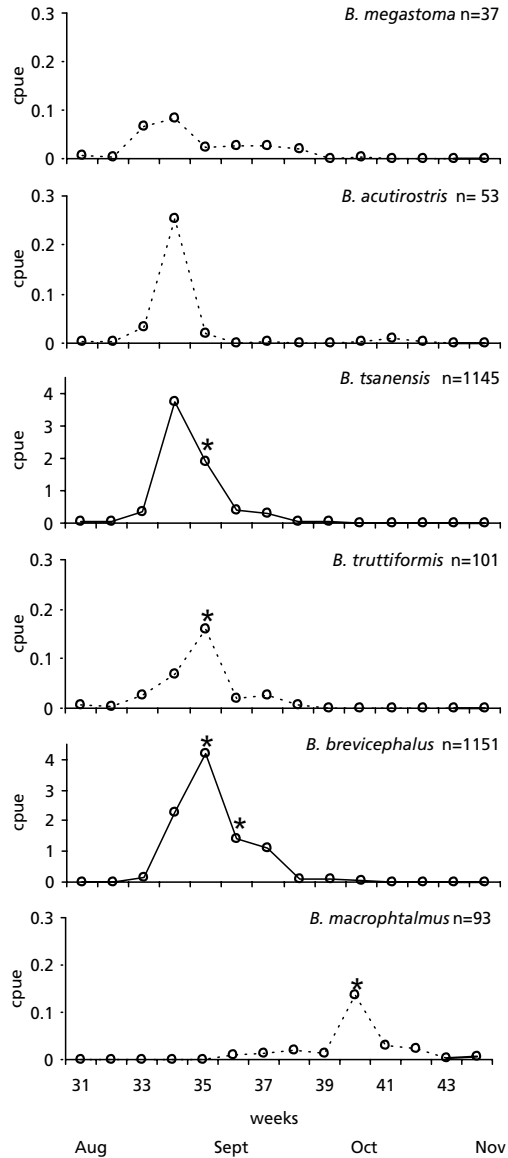 B. megastoma n=37
0.3
0.2
0.1
0
cpue
B. acutirostris n= 53
0.3
0.2
0.1
0
cpue
B. tsanensis n=1145
4
3
2
1
0
cpue
*
B. truttiformis n=101
0.3
0.2
0.1
0
cpue
*
B. brevicephalus n=1151
4
3
2
1
0
cpue
*
*
B. macrophtalmus n=93
0.3
0.2
0.1
0
cpue
*
31 33 35 37 39 41 43
weeks
Aug Sept Oct Nov